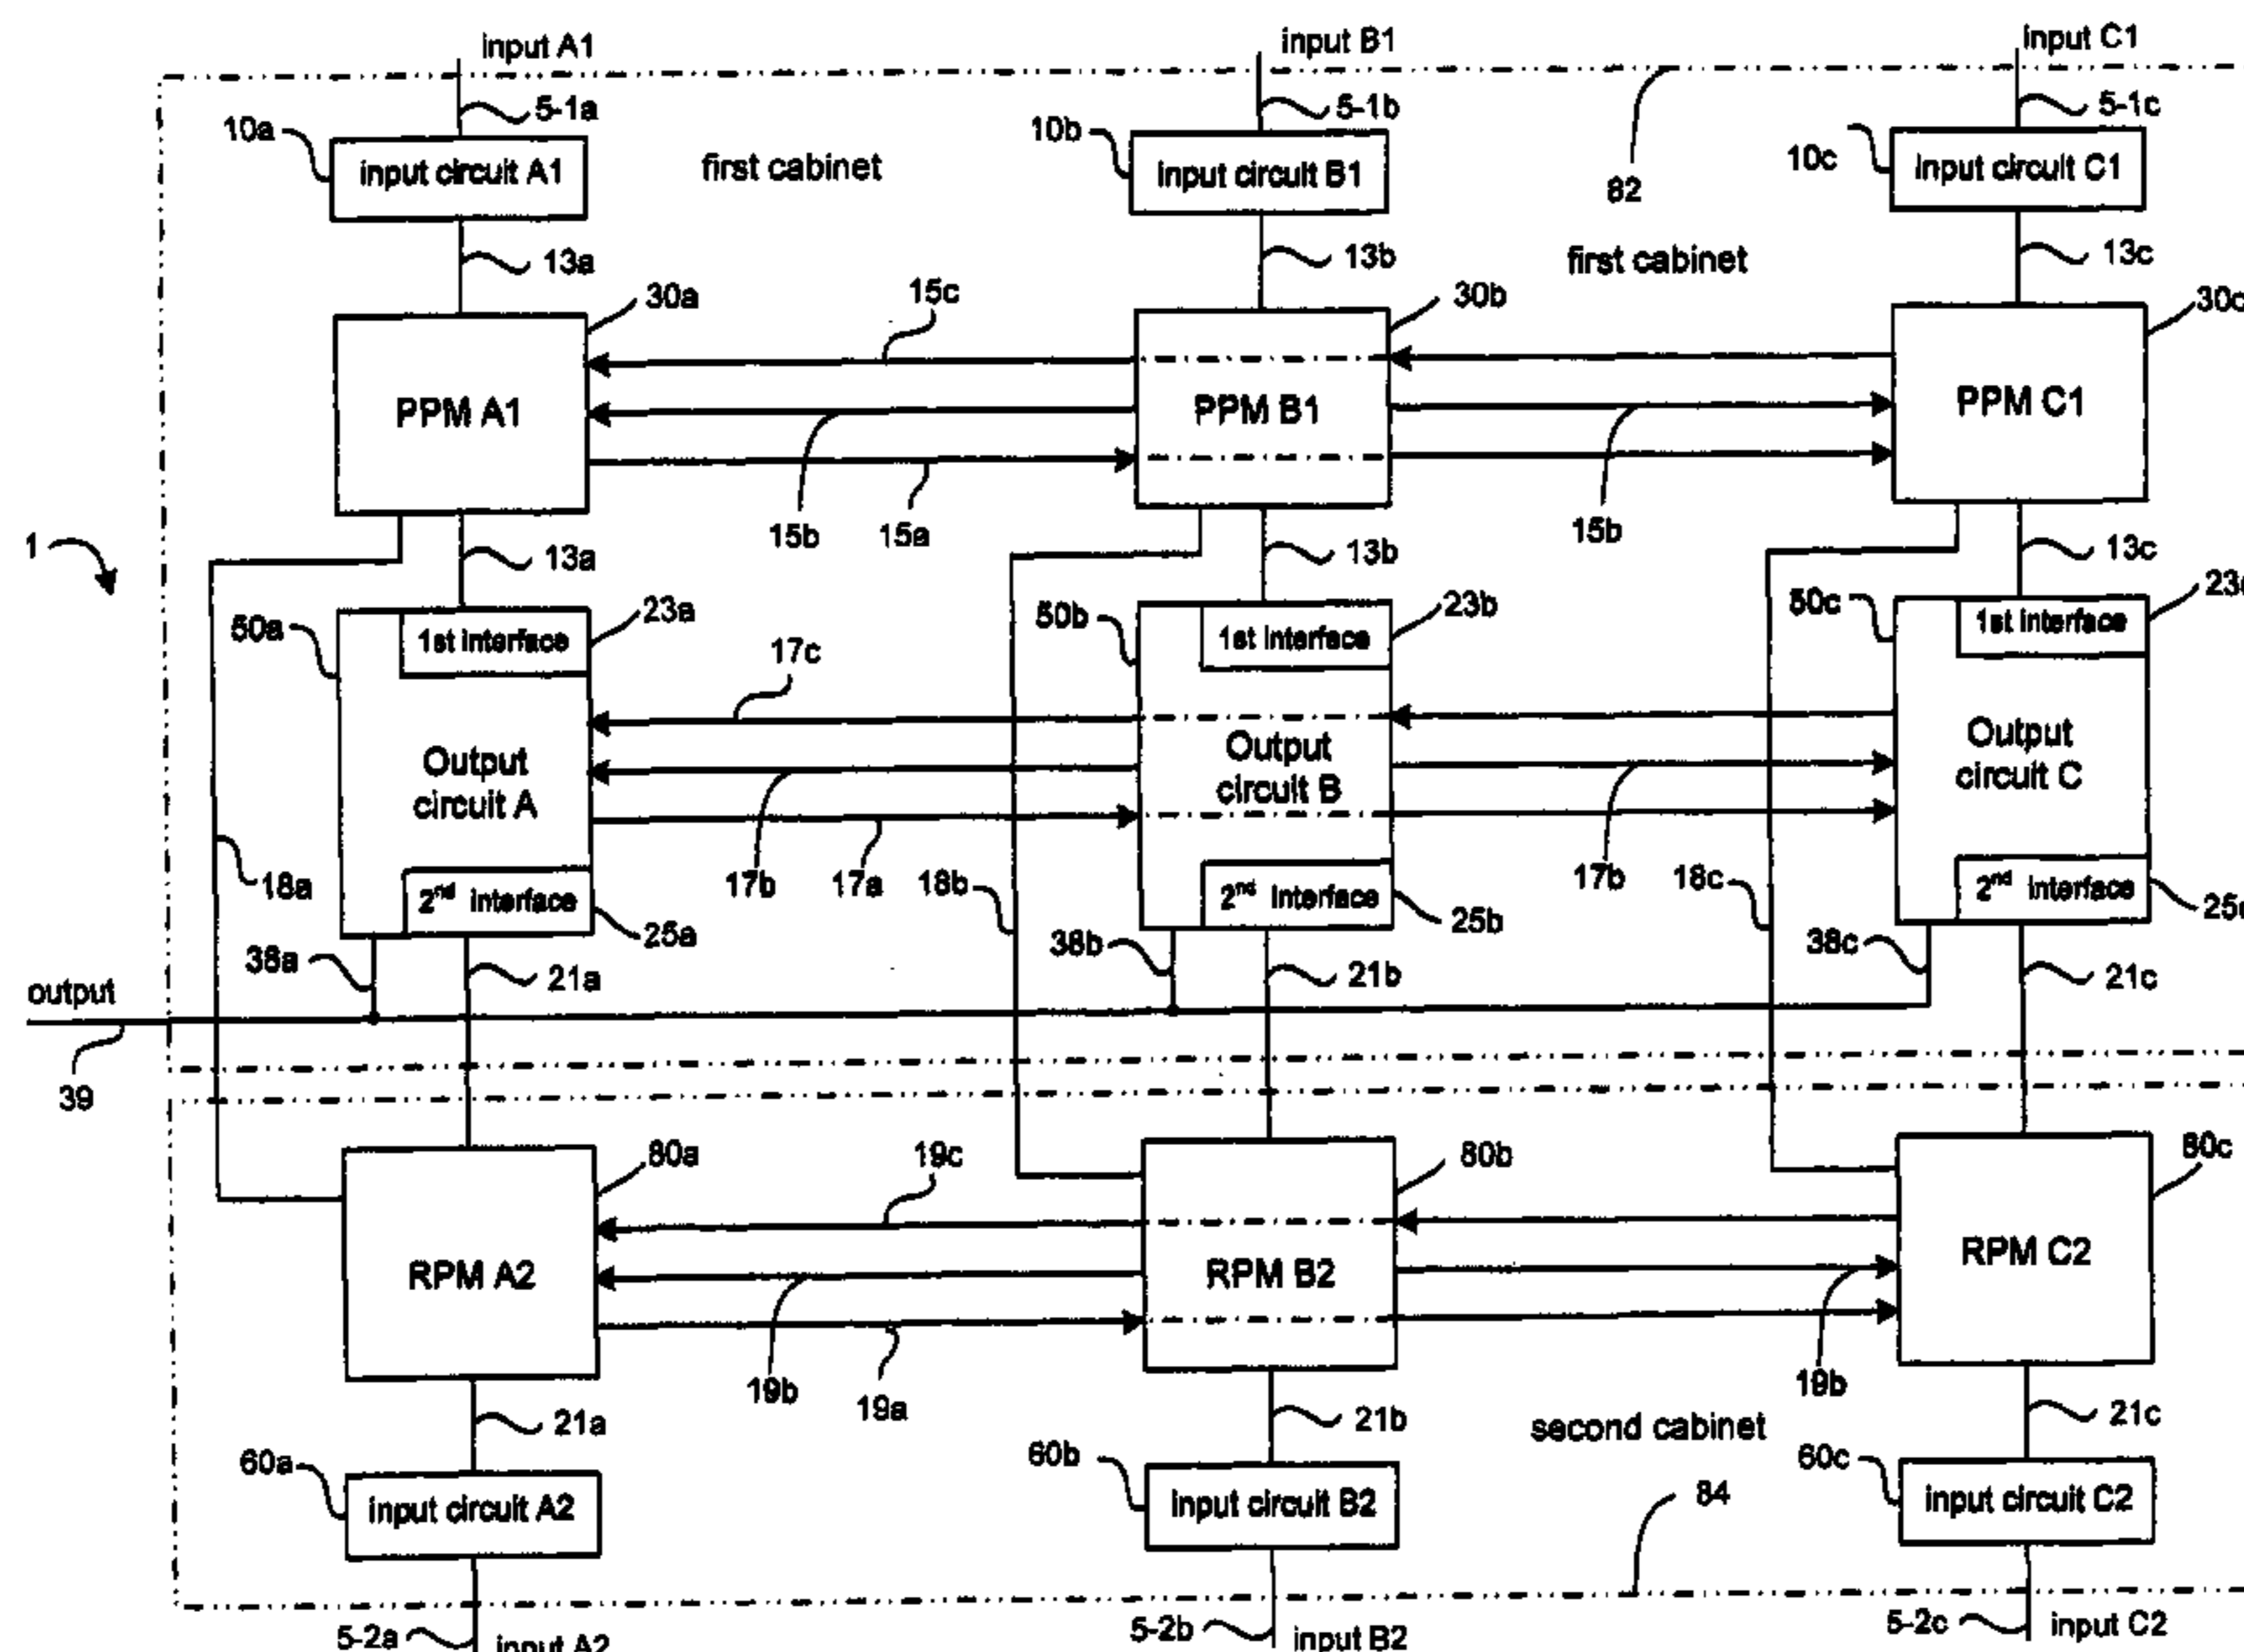 input A1
input B1
input C1
5-1a
5-1b
5-1c
10a
10b
10c
input circuit A1
first cabinet
input circuit B1
82
input circuit C1
13a
13b
first cabinet
13c
15c
30a
30b
30c
PPM A1
PPM B1
PPM C1
15b
15a
15b
1
13a
13b
13c
50a
23a
50b
23b
50c
1st interface
1st interface
1st interface
17c
Output circuit A
Output circuit B
Output circuit C
18a
17b
17a
18b
17b
18c
2nd interface
2nd interface
2nd interface
25a
25b
38a
38b
38c
21a
21b
21c
output
39
80a
19c
80b
80c
RPM A2
RPM B2
RPM C2
19b
19a
19b
21a
21b
second cabinet
21c
60a
60b
60c
input circuit A2
input circuit B2
84
input circuit C2
5-2a
input A2
5-2b
input B2
5-2c
input C2